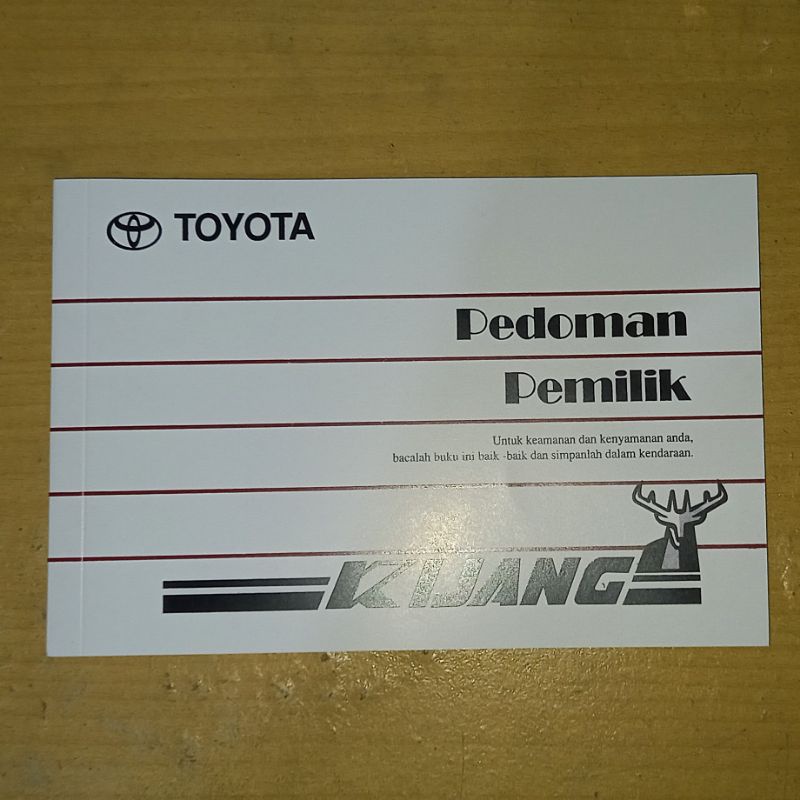 TOYOTA
Pedoman
Pemilik
Untuk keamanan dan kenyamanan anda,
bacalah buku ini baik -baik dan simpanlah dalam kendaraan.
KIJANG